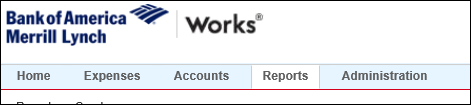 Bank of America
Merrill Lynch
Works®
Home Expenses Accounts Reports Administration